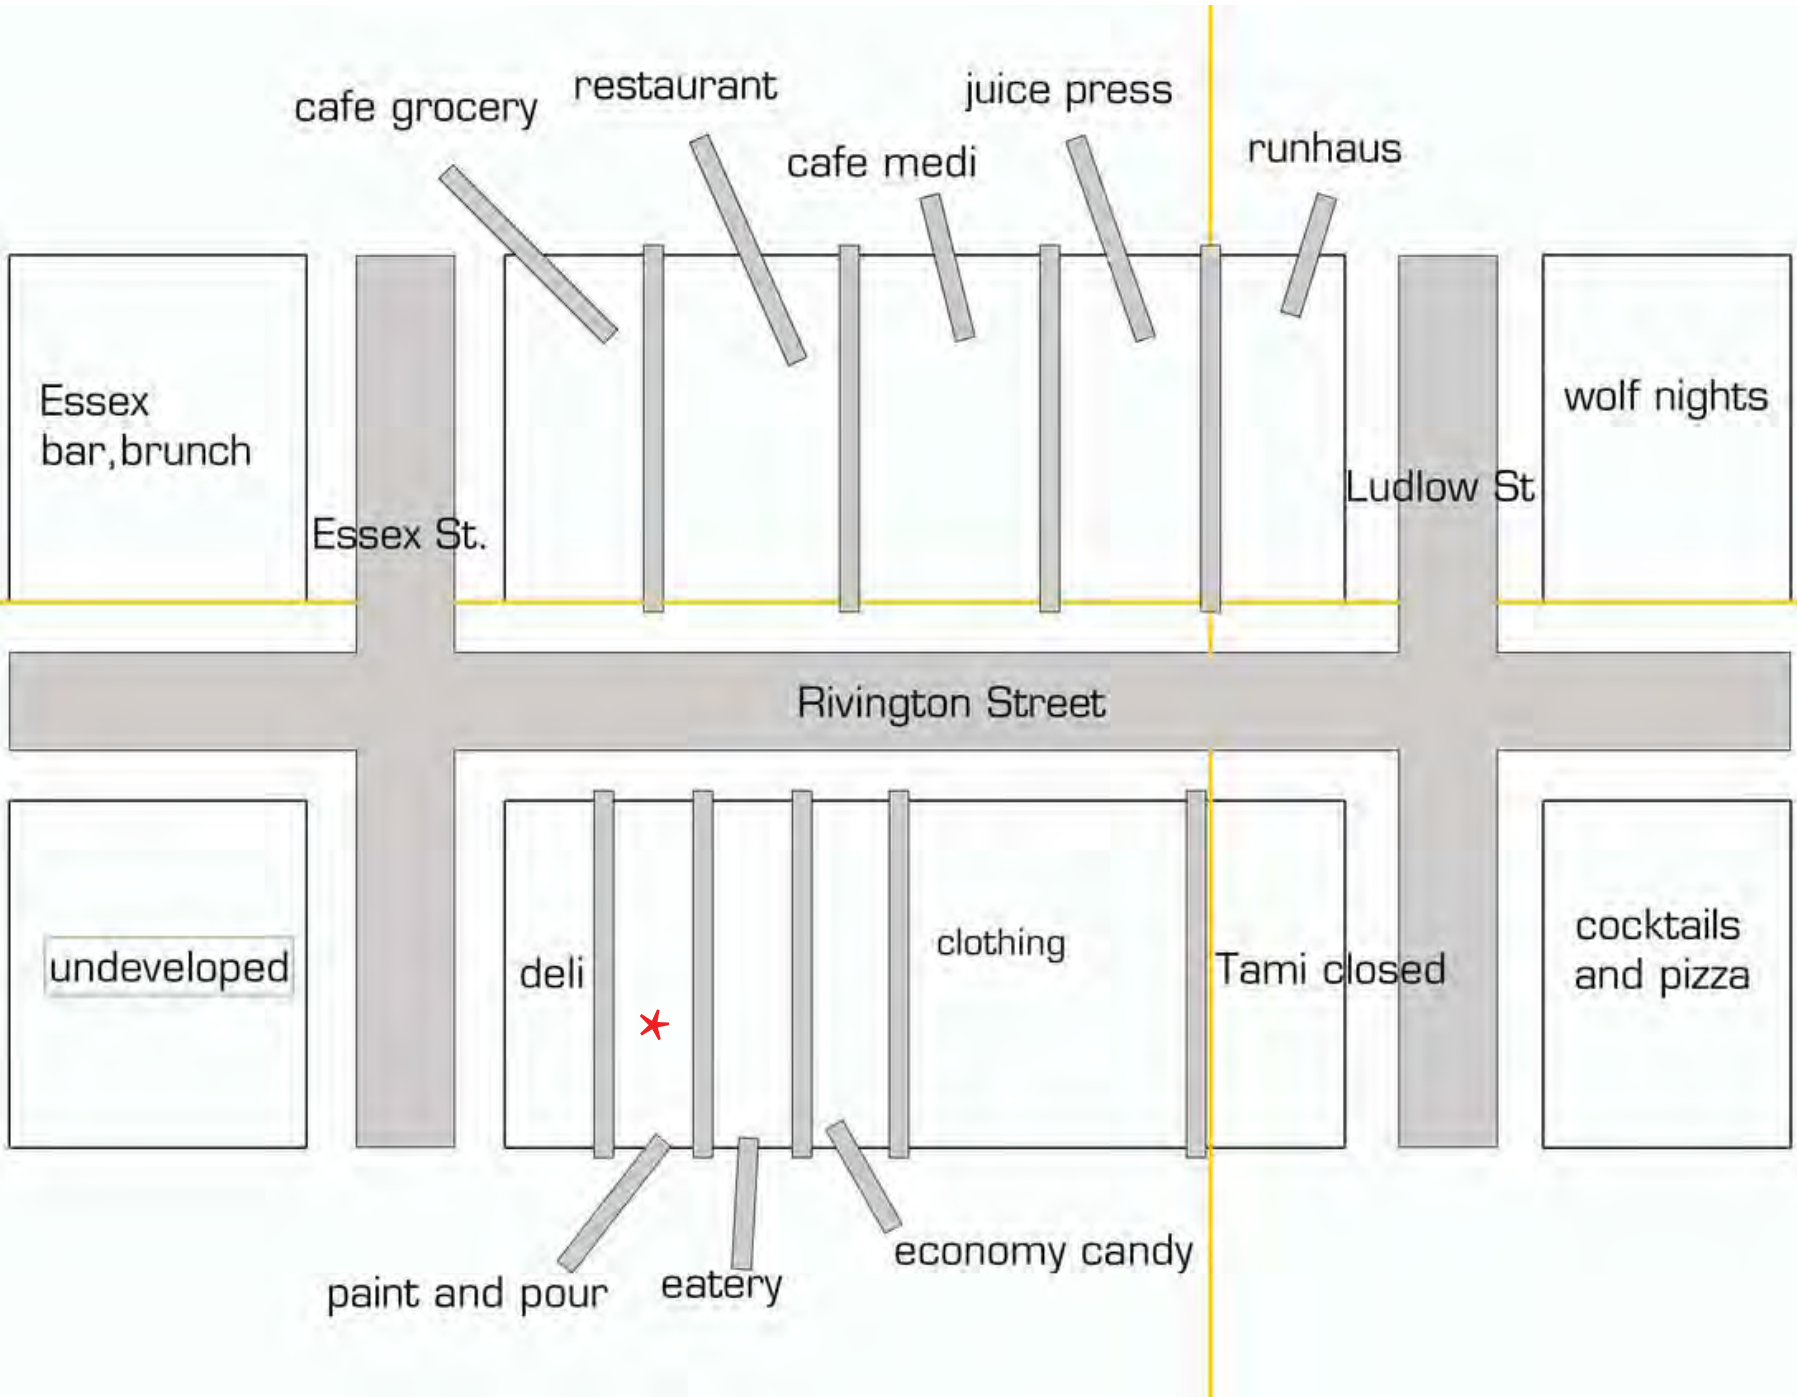 cafe grocery
restaurant
cafe medi
juice press
runhaus
Essex
bar,brunch
Essex St.
Ludlow St
wolf nights
Rivington Street
undeveloped
deli
clothing
Tami closed
cocktails
and pizza
paint and pour
eatery
economy candy